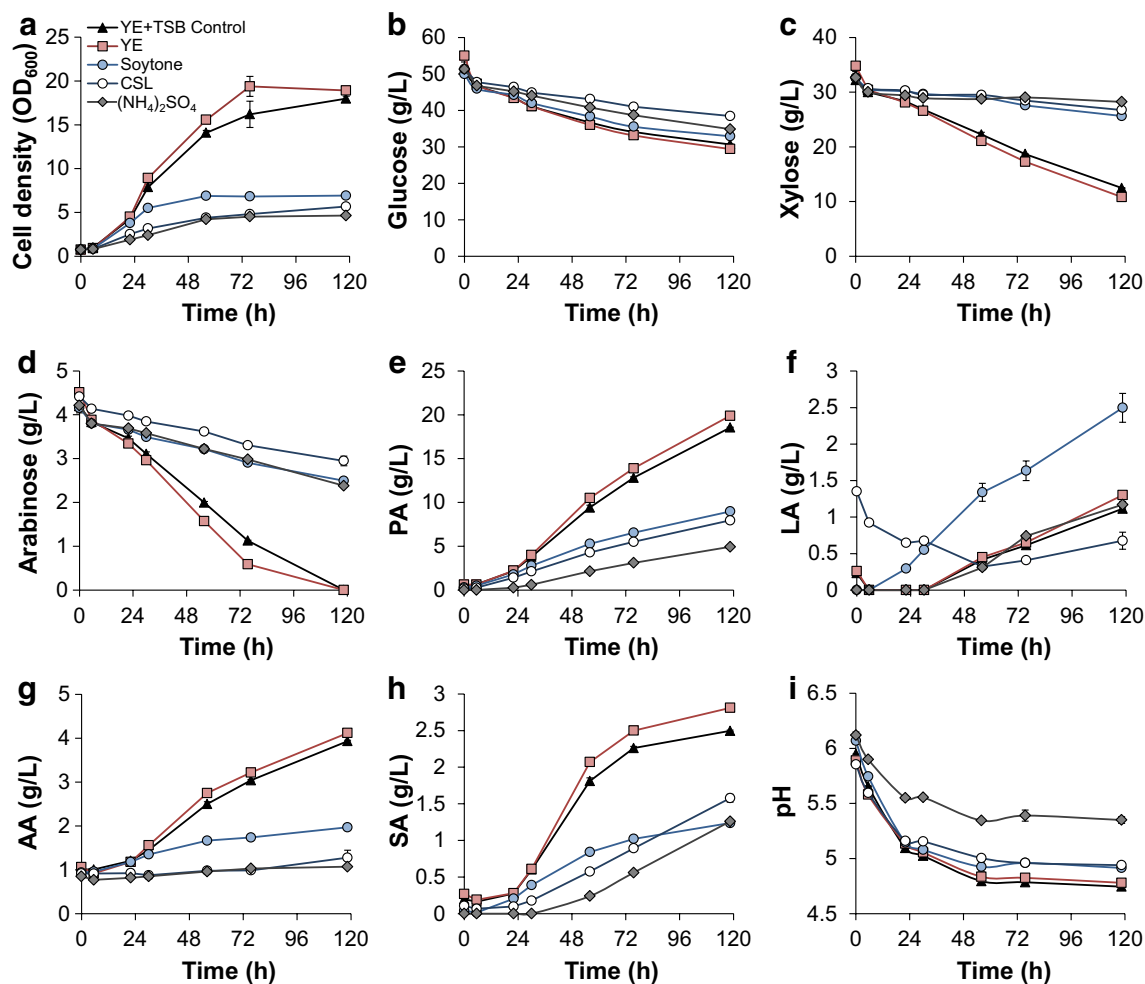 a
YE+TSB Control
YE
Soytone
CSL
(NH₄)₂SO₄
Cell density (OD₆₀₀)
25
20
15
10
5
0
0 24 48 72 96 120
Time (h)
b
Glucose (g/L)
60
50
40
30
20
10
0
0 24 48 72 96 120
Time (h)
c
Xylose (g/L)
40
30
20
10
0
0 24 48 72 96 120
Time (h)
d
Arabinose (g/L)
5
4
3
2
1
0
0 24 48 72 96 120
Time (h)
e
PA (g/L)
25
20
15
10
5
0
0 24 48 72 96 120
Time (h)
f
LA (g/L)
3
2.5
2
1.5
1
0.5
0
0 24 48 72 96 120
Time (h)
g
AA (g/L)
5
4
3
2
1
0
0 24 48 72 96 120
Time (h)
h
SA (g/L)
3
2.5
2
1.5
1
0.5
0
0 24 48 72 96 120
Time (h)
i
pH
6.5
6
5.5
5
4.5
0 24 48 72 96 120
Time (h)